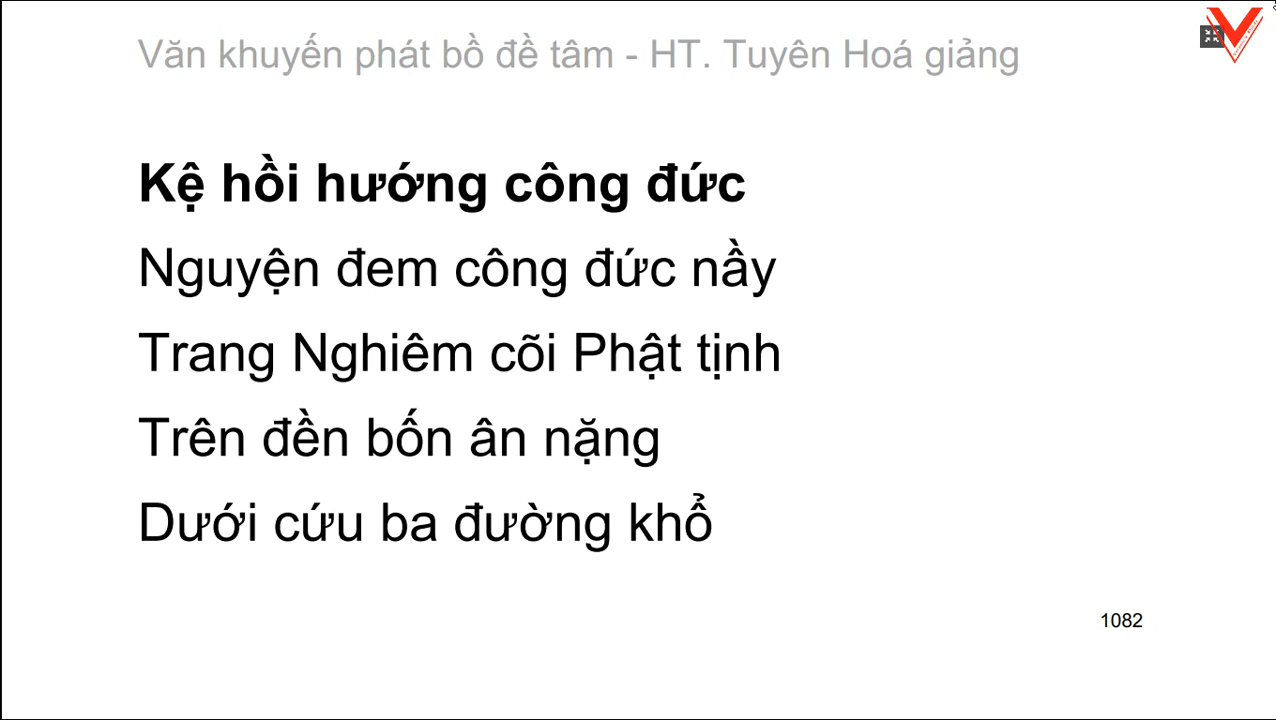 Văn khuyến phát bồ đề tâm - HT. Tuyên Hoá giảng
Kệ hồi hướng công đức
Nguyện đem công đức nầy
Trang Nghiêm cõi Phật tịnh
Trên đền bốn ân nặng
Dưới cứu ba đường khổ
1082